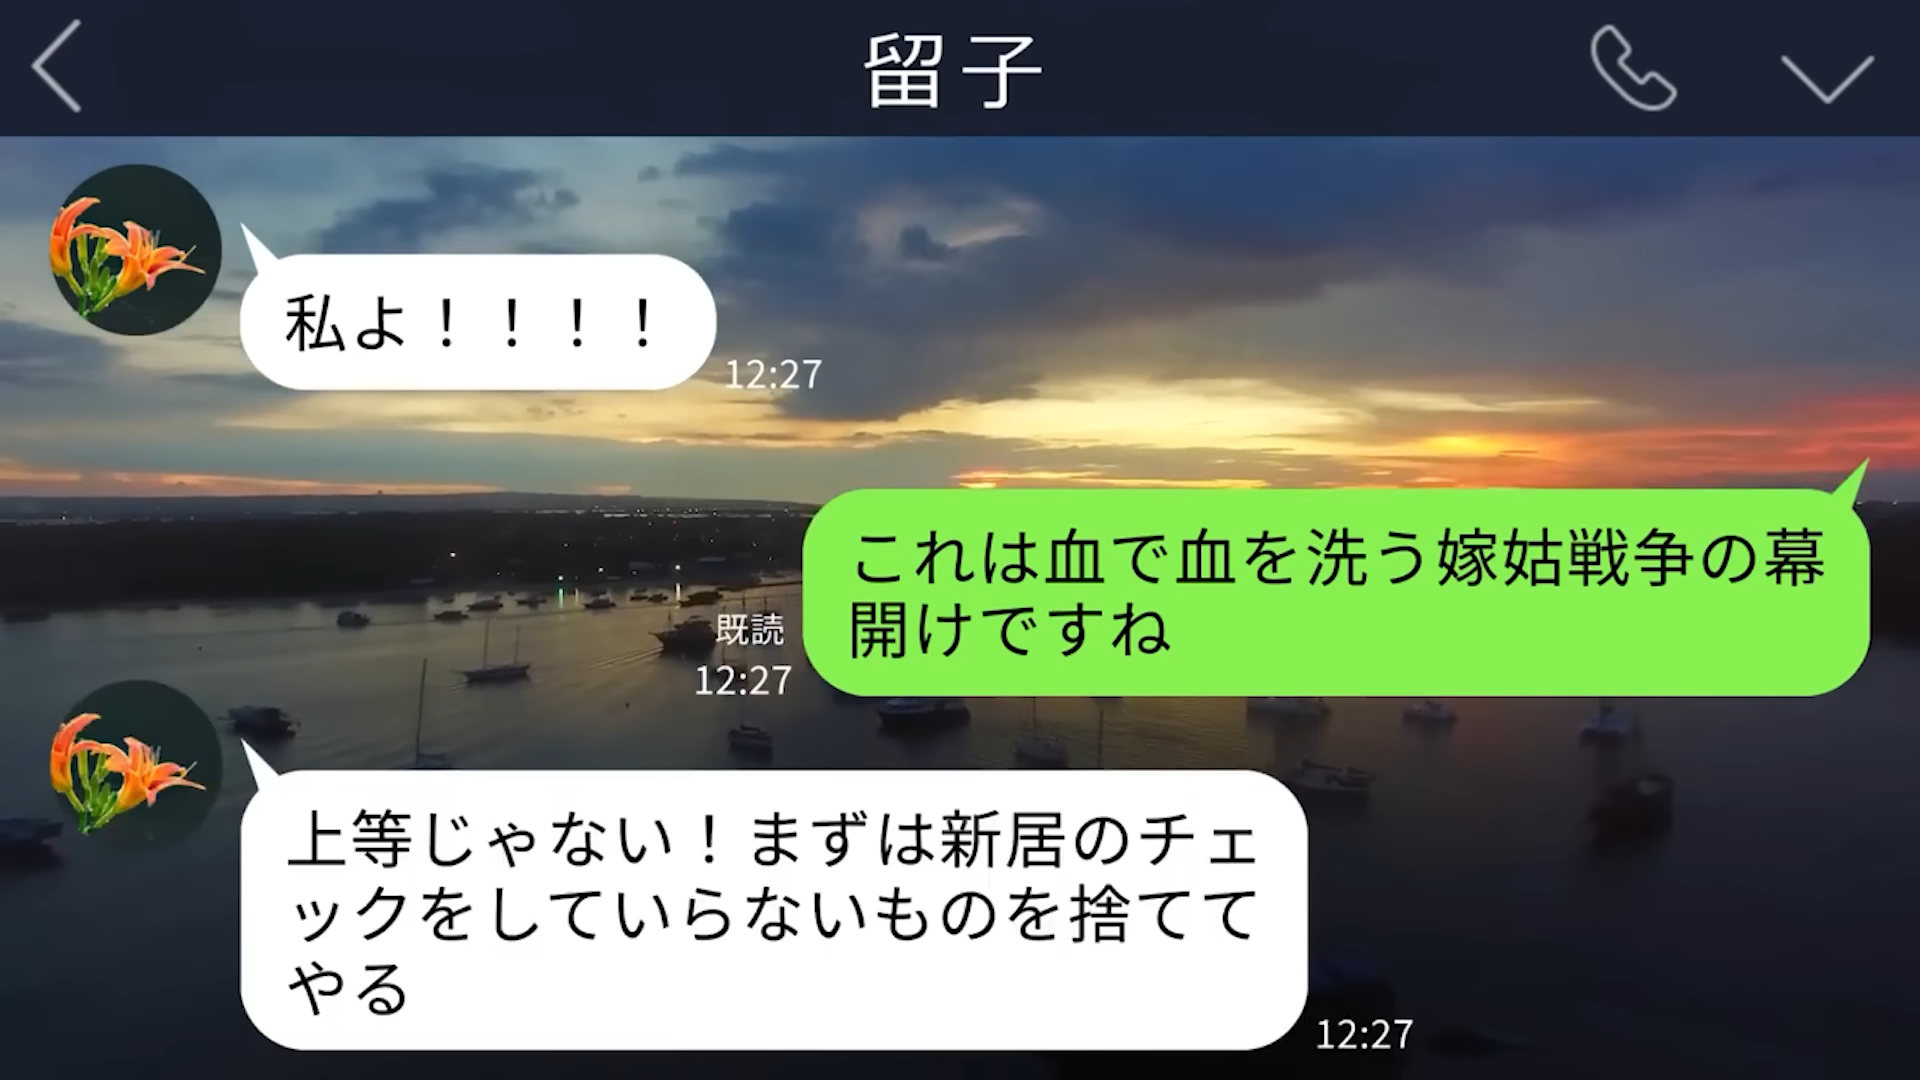 留子
私よ！！！！
12:27
これは血で血を洗う嫁姑戦争の幕
開けですね
既読
12:27
上等じゃない！まずは新居のチェ
ックをしていらないものを捨てて
やる
12:27